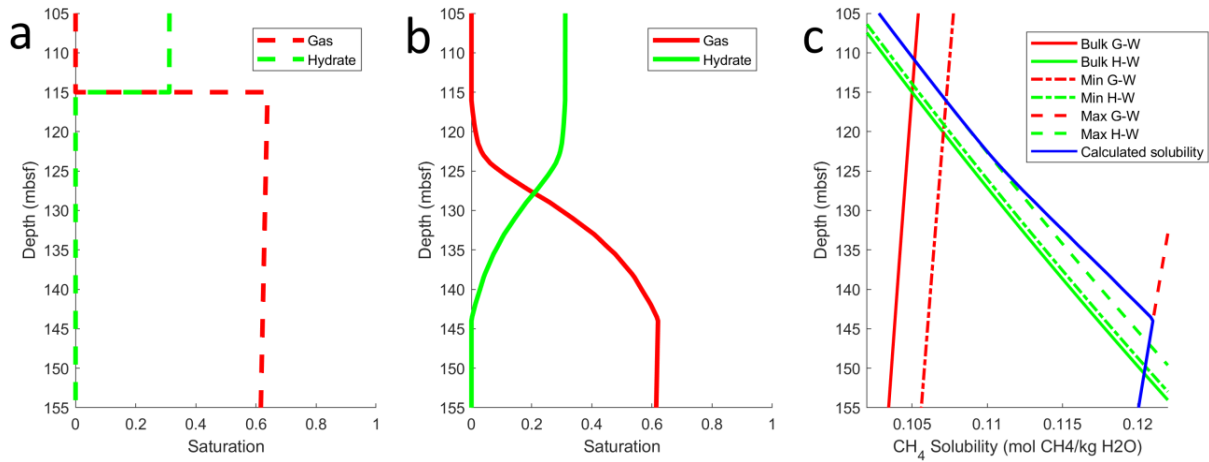 a
105
110
115
120
125
130
135
140
145
150
155
Depth (mbsf)
0
0.2
0.4
0.6
0.8
1
Saturation
Gas
Hydrate
b
105
110
115
120
125
130
135
140
145
150
155
Depth (mbsf)
0
0.2
0.4
0.6
0.8
1
Saturation
Gas
Hydrate
c
105
110
115
120
125
130
135
140
145
150
155
Depth (mbsf)
0.105
0.11
0.115
0.12
CH4 Solubility (mol CH4/kg H2O)
Bulk G-W
Bulk H-W
Min G-W
Min H-W
Max G-W
Max H-W
Calculated solubility